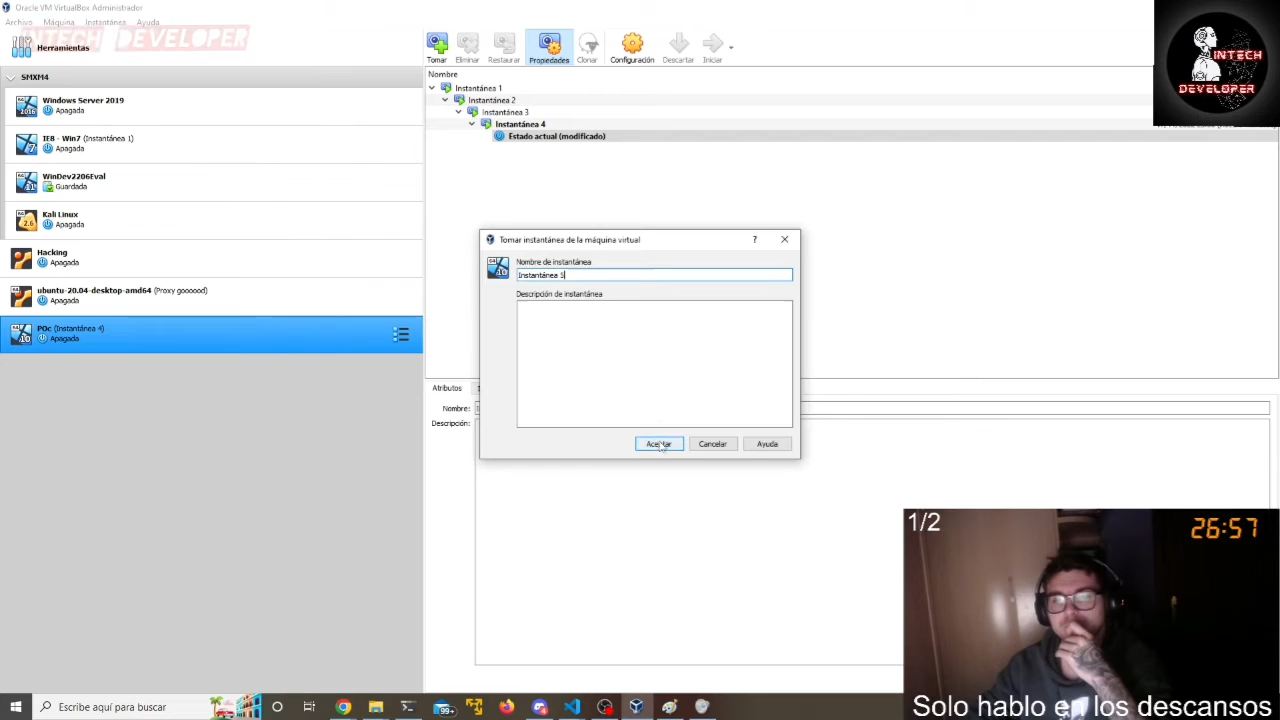 Oracle VM VirtualBox Administrador
Archivo Máquina Instantánea Ayuda
INTECH DEVELOPER
Herramientas
SMXM4
Windows Server 2019
Apagada
IE8 - Win7 (Instantánea 1)
Apagada
WinDev2206Eval
Guardada
Kali Linux
Apagada
Hacking
Apagada
ubuntu-20.04-desktop-amd64 (Proxy goooood)
Apagada
POc (Instantánea 4)
Apagada
Tomar Eliminar Restaurar Propiedades Clonar Configuración Descartar Iniciar
Nombre
Instantánea 1
Instantánea 2
Instantánea 3
Instantánea 4
Estado actual (modificado)
Tomar instantánea de la máquina virtual
?
Nombre de instantánea
Instantánea 5
Descripción de instantánea
Aceptar Cancelar Ayuda
Atributos
Nombre:
Descripción:
INTECH
DEVELOPER
1/2
26:57
Solo hablo en los descansos
Escribe aquí para buscar